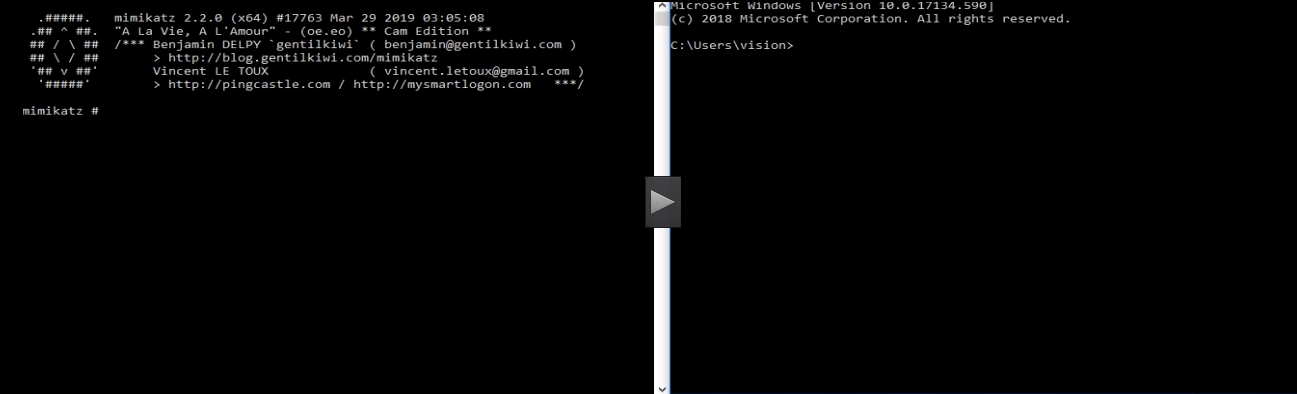 .#####.   mimikatz 2.2.0 (x64) #17763 Mar 29 2019 03:05:08
.## ^ ##.  "A La Vie, A L'Amour" - (oe.eo) ** Cam Edition **
## / \ ##  /*** Benjamin DELPY `gentilkiwi` ( benjamin@gentilkiwi.com )
## \ / ##       > http://blog.gentilkiwi.com/mimikatz
'## v ##'       Vincent LE TOUX             ( vincent.letoux@gmail.com )
'#####'        > http://pingcastle.com / http://mysmartlogon.com   ***/
mimikatz #
Microsoft Windows [Version 10.0.17134.590]
(c) 2018 Microsoft Corporation. All rights reserved.
C:\Users\vision>